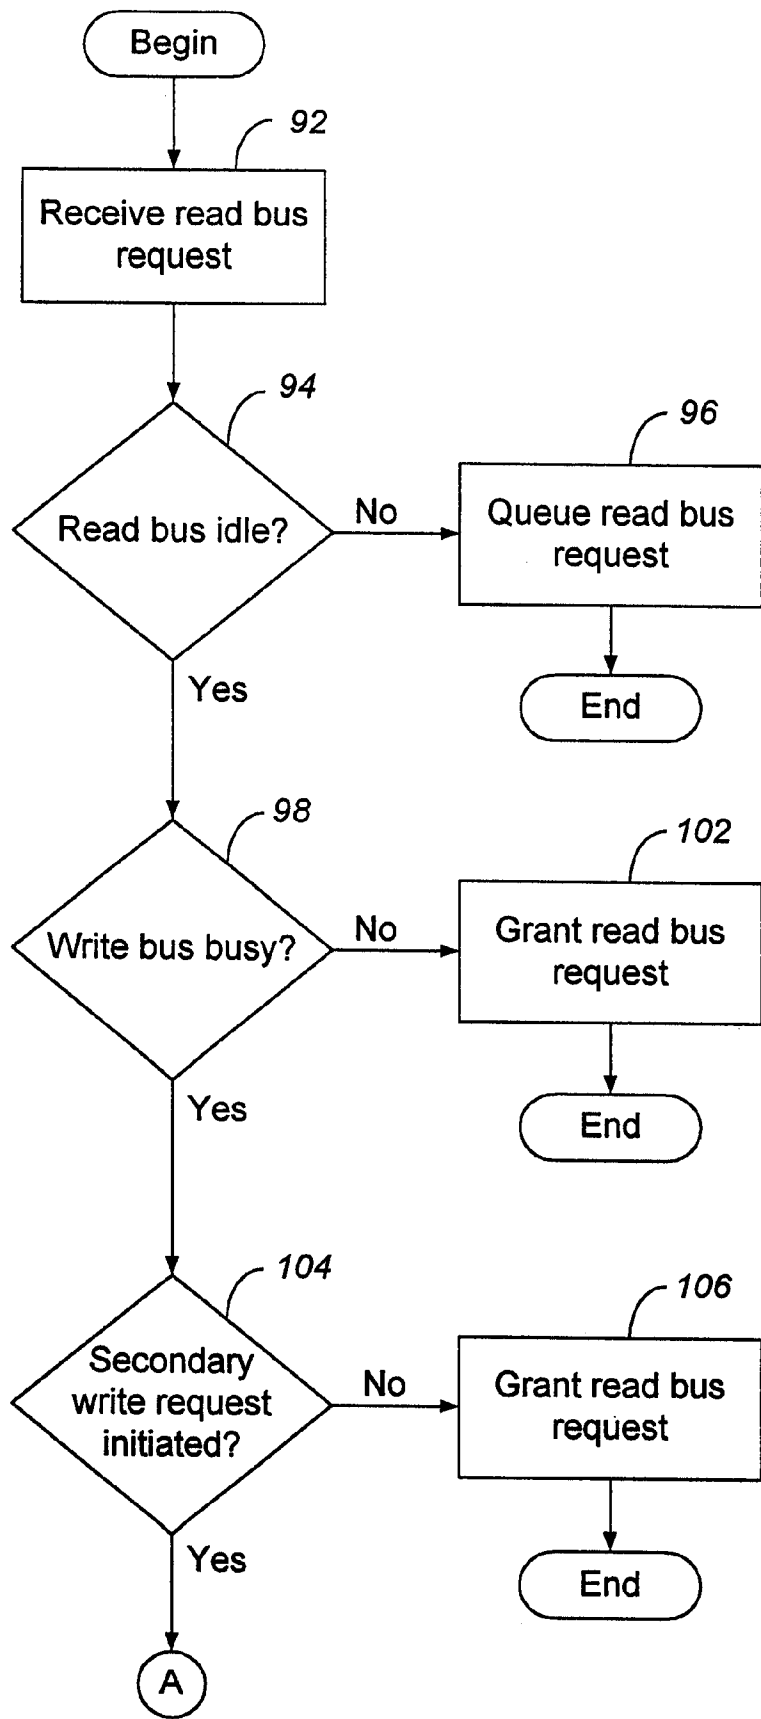 Begin
92
Receive read bus
request
94
Read bus idle?
No
96
Queue read bus
request
End
Yes
98
Write bus busy?
No
102
Grant read bus
request
End
Yes
104
Secondary
write request
initiated?
No
106
Grant read bus
request
End
Yes
A